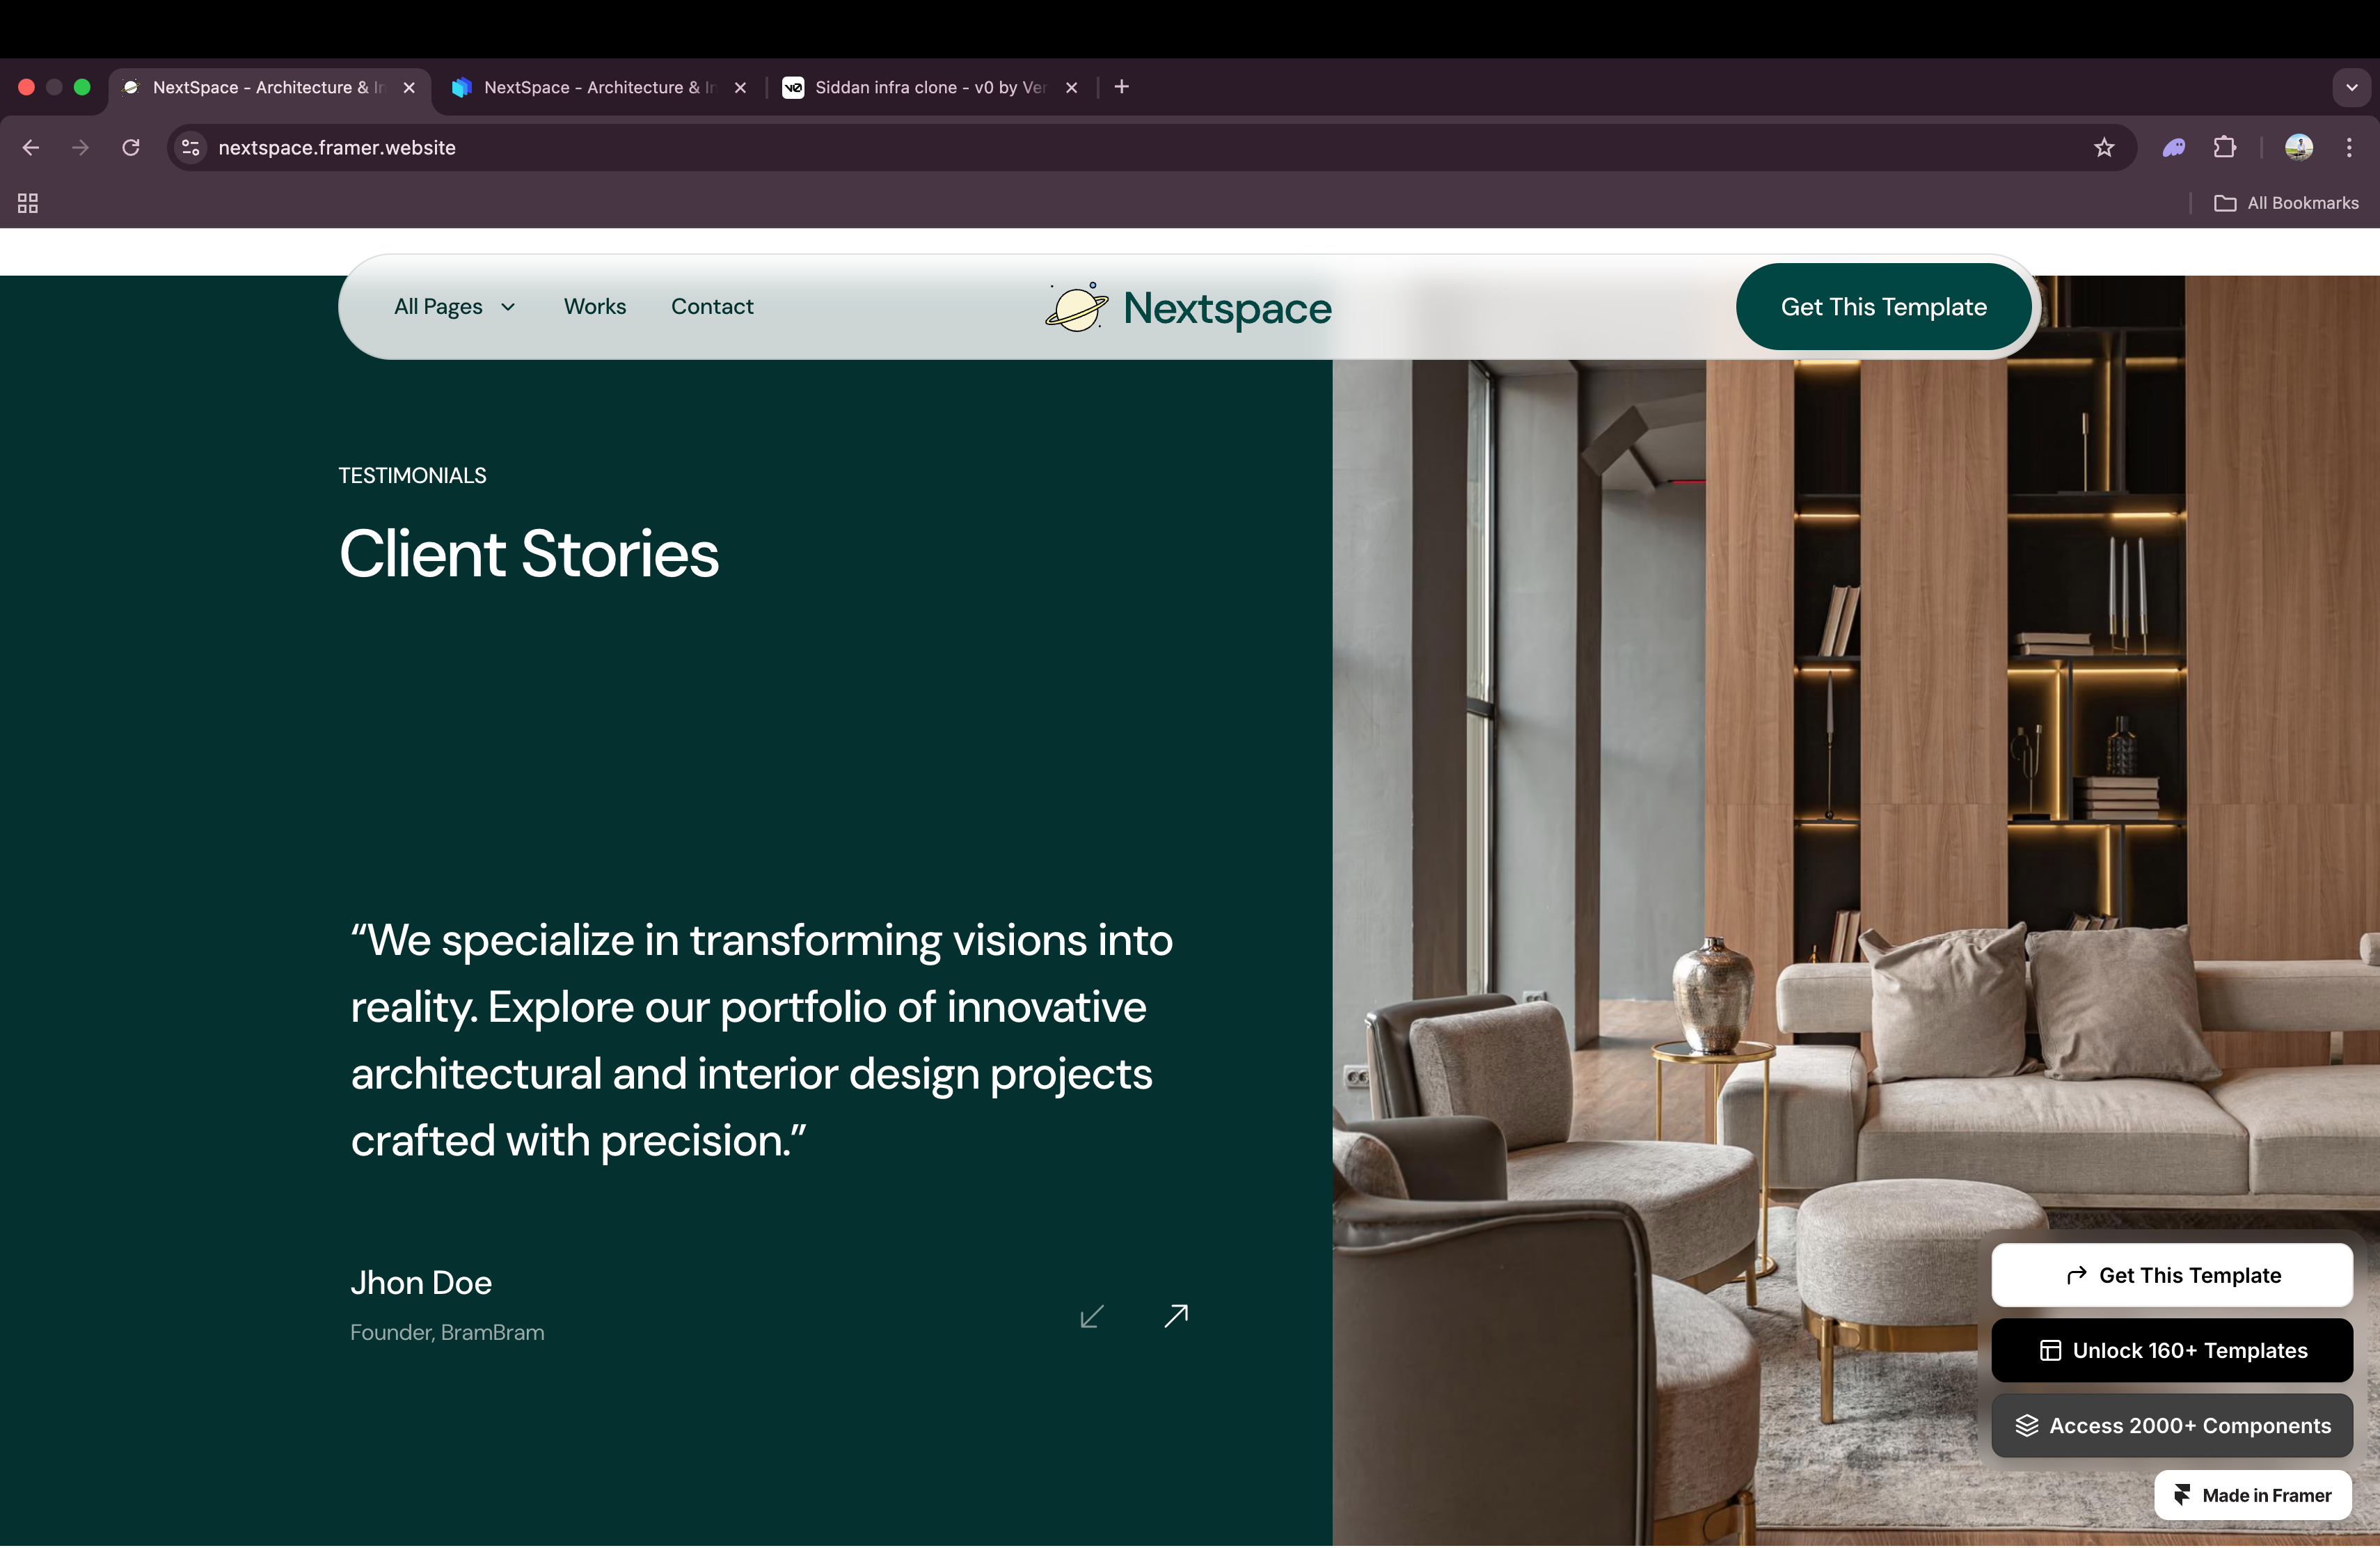 NextSpace - Architecture & In
NextSpace - Architecture & In
v0
Siddan infra clone - v0 by Ver
nextspace.framer.website
All Bookmarks
All Pages
Works
Contact
Nextspace
Get This Template
TESTIMONIALS
Client Stories
“We specialize in transforming visions into
reality. Explore our portfolio of innovative
architectural and interior design projects
crafted with precision.”
Jhon Doe
Founder, BramBram
Get This Template
Unlock 160+ Templates
Access 2000+ Components
Made in Framer